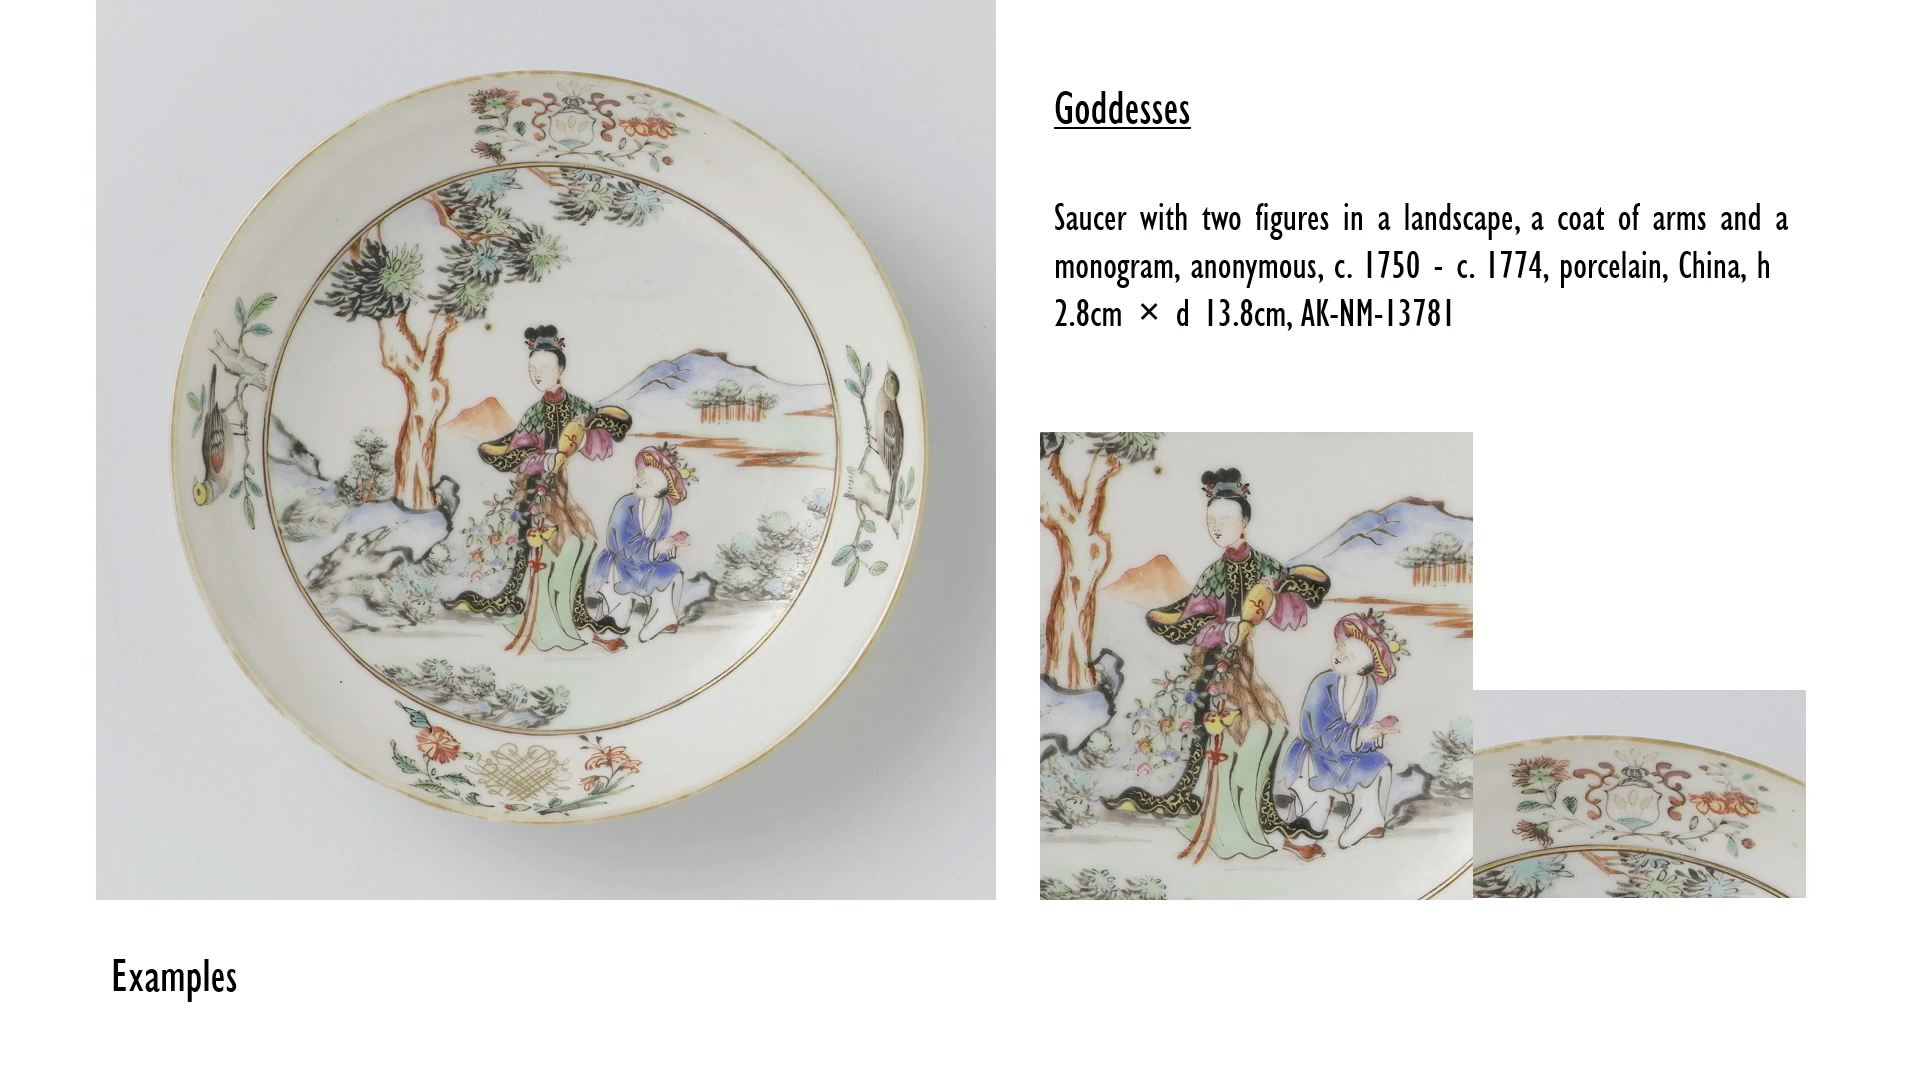 Goddesses
Saucer with two figures in a landscape, a coat of arms and a
monogram, anonymous, c. 1750 - c. 1774, porcelain, China, h
2.8cm × d 13.8cm, AK-NM-13781
Examples